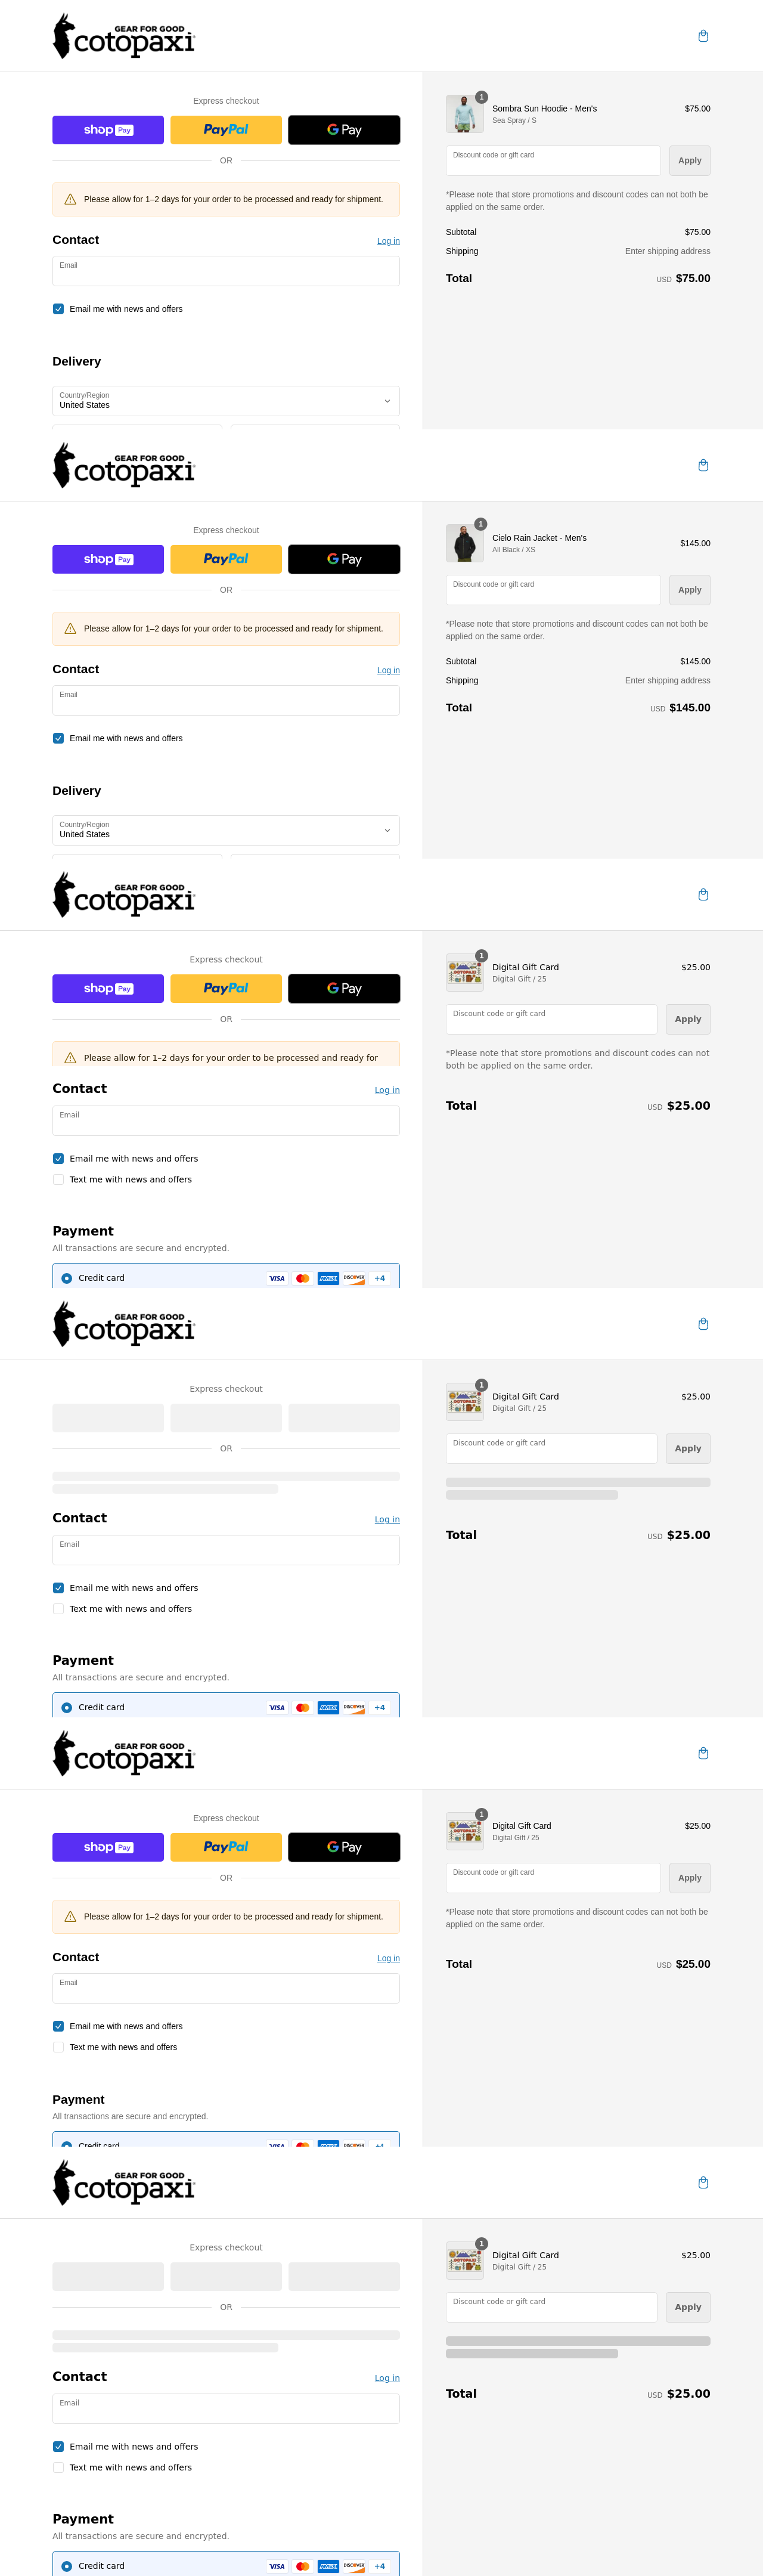 GEAR FOR GOOD
cotopaxi
Express checkout
shop Pay
PayPal
G Pay
OR
Please allow for 1–2 days for your order to be processed and ready for shipment.
Contact
Log in
Email
Email me with news and offers
Delivery
Country/Region
United States
1
Sombra Sun Hoodie - Men's
$75.00
Sea Spray / S
Discount code or gift card
Apply
*Please note that store promotions and discount codes can not both be
applied on the same order.
Subtotal
$75.00
Shipping
Enter shipping address
Total
USD $75.00
GEAR FOR GOOD
cotopaxi
Express checkout
shop Pay
PayPal
G Pay
OR
Please allow for 1–2 days for your order to be processed and ready for shipment.
Contact
Log in
Email
Email me with news and offers
Delivery
Country/Region
United States
1
Cielo Rain Jacket - Men's
$145.00
All Black / XS
Discount code or gift card
Apply
*Please note that store promotions and discount codes can not both be
applied on the same order.
Subtotal
$145.00
Shipping
Enter shipping address
Total
USD $145.00
GEAR FOR GOOD
cotopaxi
Express checkout
shop Pay
PayPal
G Pay
OR
Please allow for 1–2 days for your order to be processed and ready for
Contact
Log in
Email
Email me with news and offers
Text me with news and offers
Payment
All transactions are secure and encrypted.
Credit card
VISA
AMEX
DISCOVER
+4
1
Digital Gift Card
$25.00
Digital Gift / 25
Discount code or gift card
Apply
*Please note that store promotions and discount codes can not
both be applied on the same order.
Total
USD $25.00
GEAR FOR GOOD
cotopaxi
Express checkout
OR
Contact
Log in
Email
Email me with news and offers
Text me with news and offers
Payment
All transactions are secure and encrypted.
Credit card
VISA
AMEX
DISCOVER
+4
1
Digital Gift Card
$25.00
Digital Gift / 25
Discount code or gift card
Apply
Total
USD $25.00
GEAR FOR GOOD
cotopaxi
Express checkout
shop Pay
PayPal
G Pay
OR
Please allow for 1–2 days for your order to be processed and ready for shipment.
Contact
Log in
Email
Email me with news and offers
Text me with news and offers
Payment
All transactions are secure and encrypted.
Credit card
VISA
AMEX
DISCOVER
+4
1
Digital Gift Card
$25.00
Digital Gift / 25
Discount code or gift card
Apply
*Please note that store promotions and discount codes can not both be
applied on the same order.
Total
USD $25.00
GEAR FOR GOOD
cotopaxi
Express checkout
OR
Contact
Log in
Email
Email me with news and offers
Text me with news and offers
Payment
All transactions are secure and encrypted.
Credit card
VISA
AMEX
DISCOVER
+4
1
Digital Gift Card
$25.00
Digital Gift / 25
Discount code or gift card
Apply
Total
USD $25.00